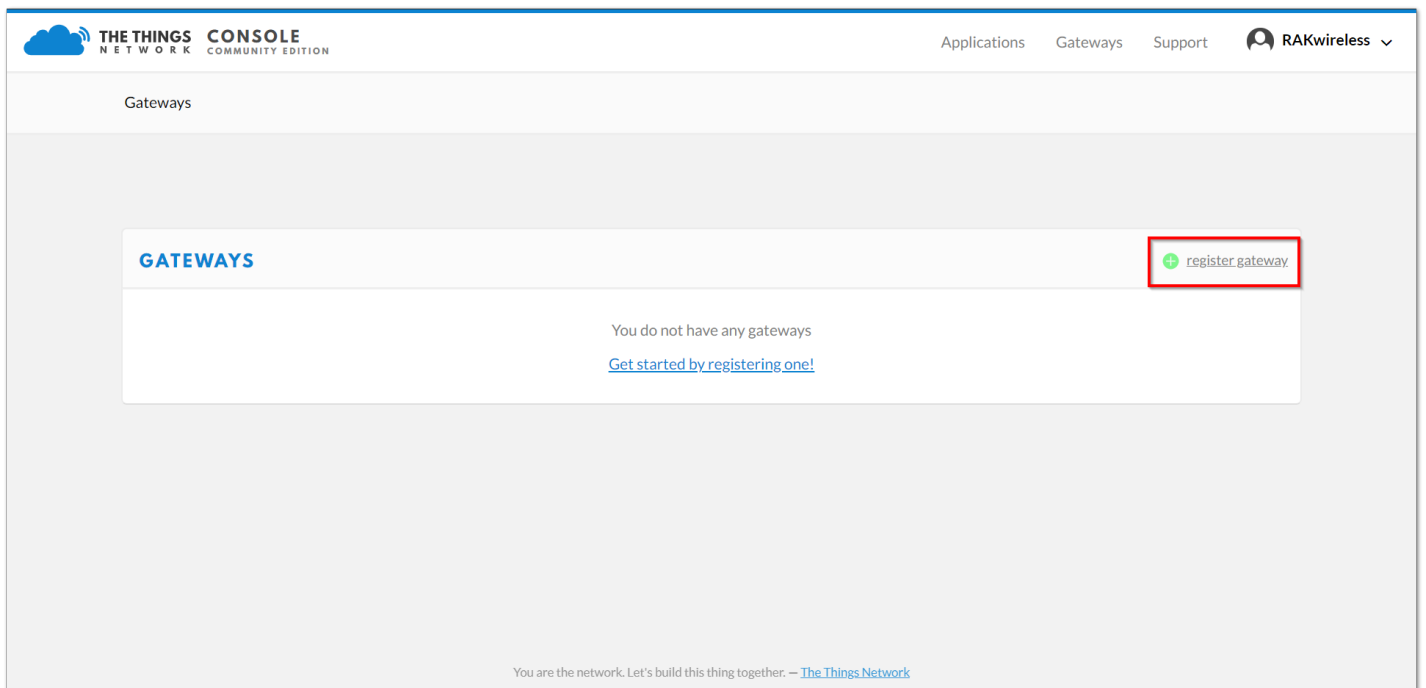 THE THINGS CONSOLE
NETWORK COMMUNITY EDITION
Applications Gateways Support RAKwireless
Gateways
GATEWAYS register gateway
You do not have any gateways
Get started by registering one!
You are the network. Let's build this thing together. — The Things Network